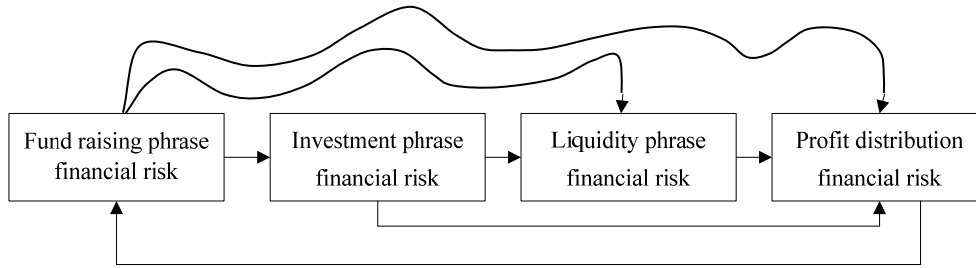 Fund raising phrase
financial risk
Investment phrase
financial risk
Liquidity phrase
financial risk
Profit distribution
financial risk